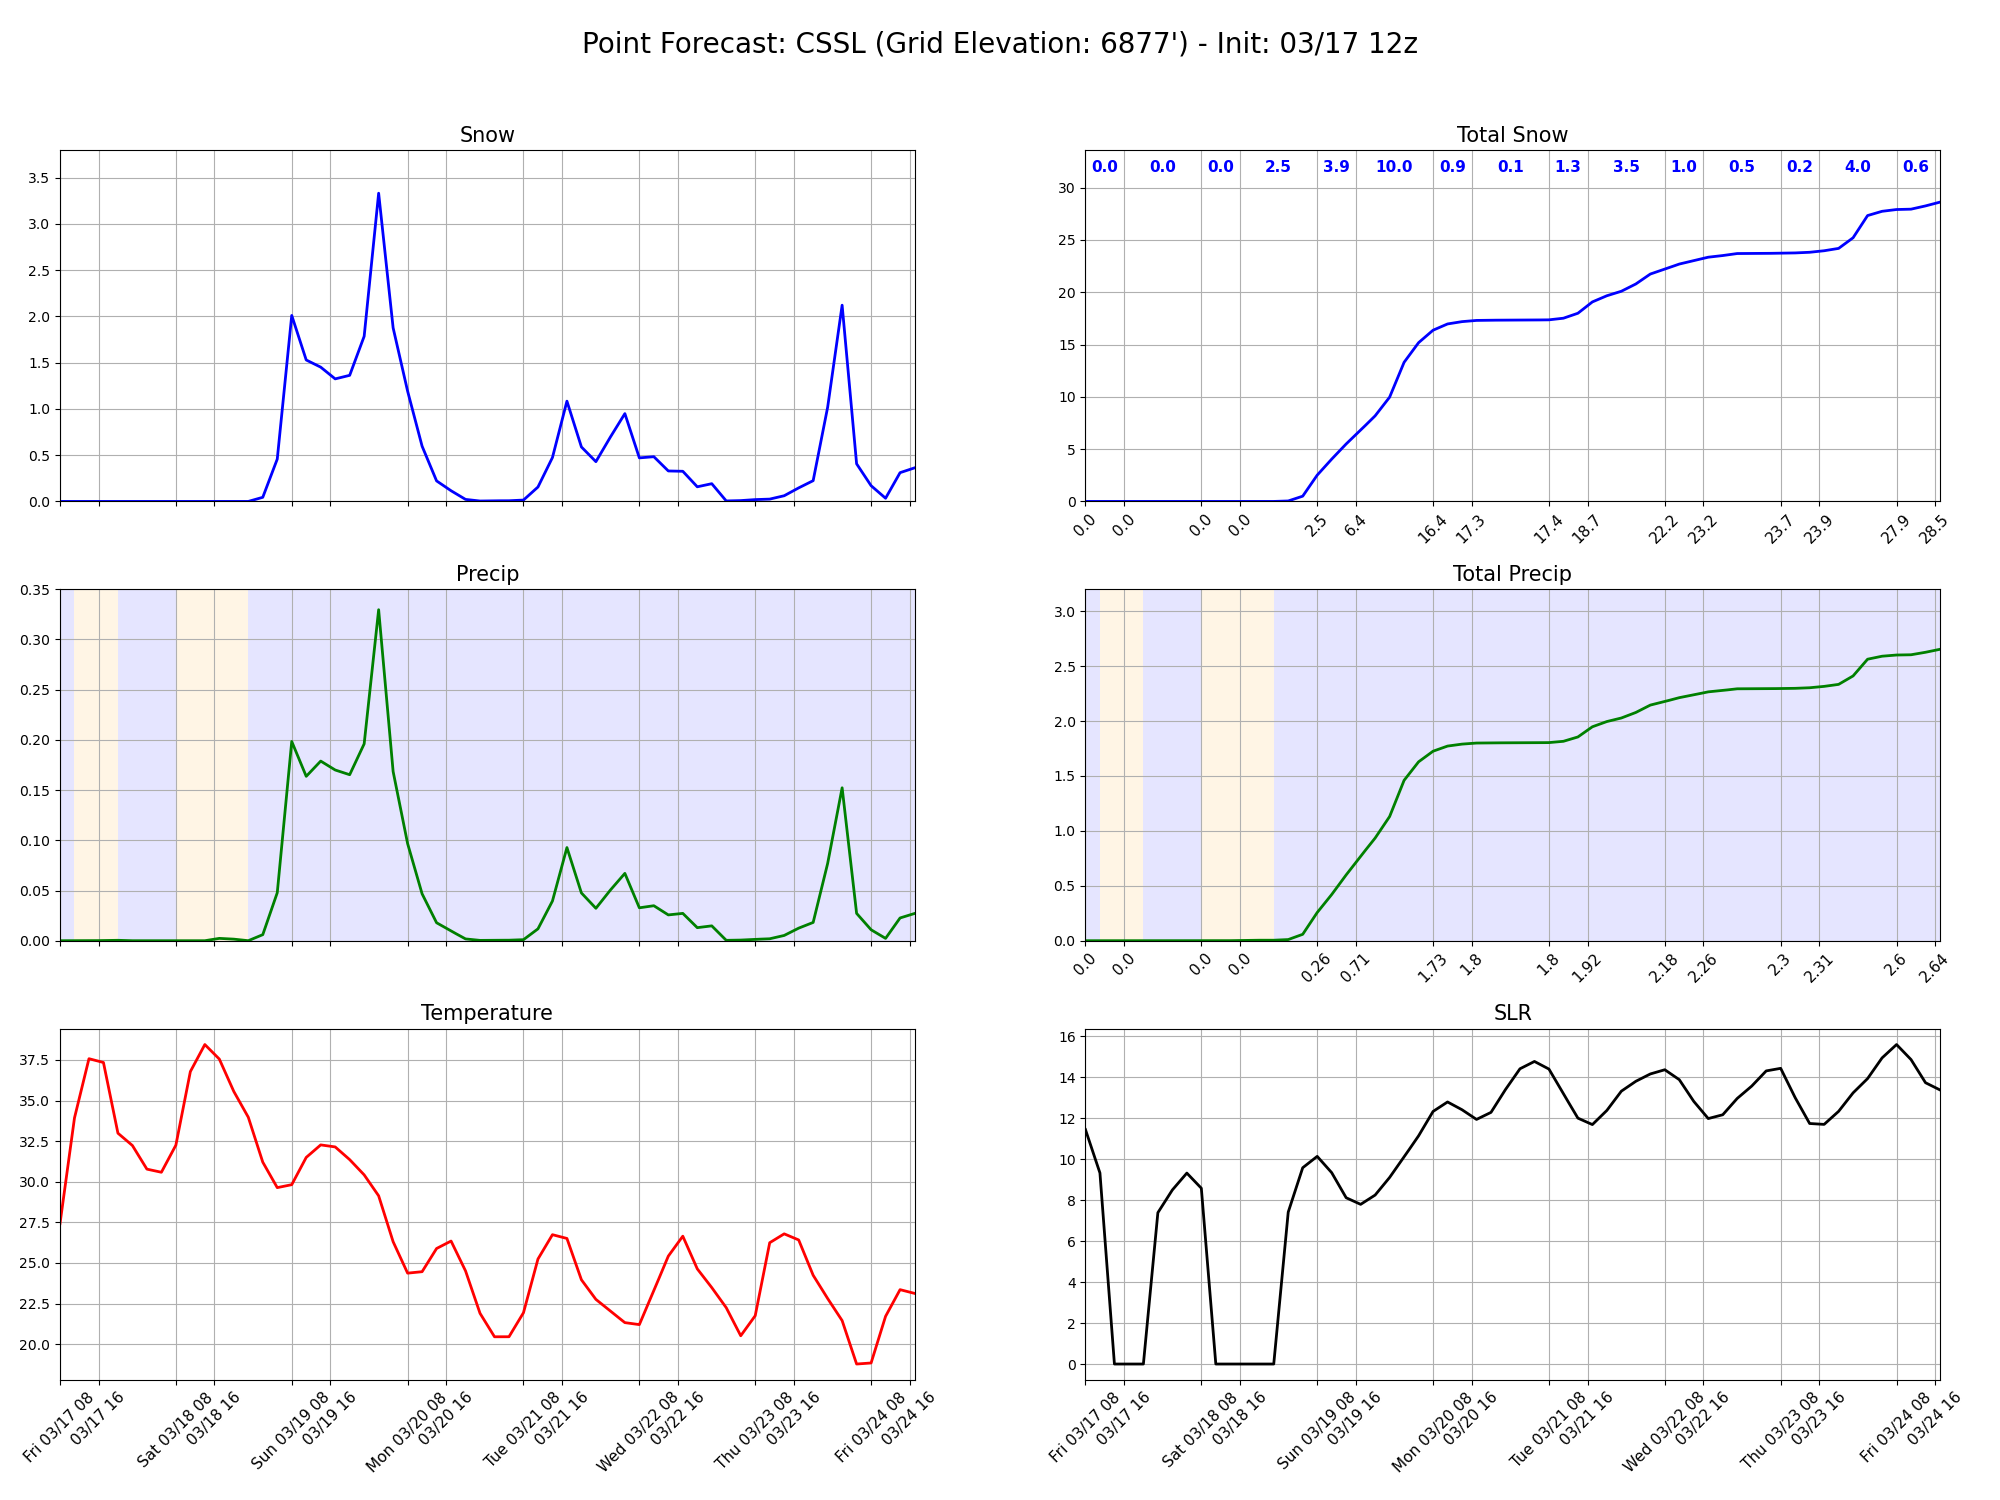 Point Forecast: CSSL (Grid Elevation: 6877') - Init: 03/17 12z
Snow
3.5
3.0
2.5
2.0
1.5
1.0
0.5
0.0
Total Snow
0.0 0.0 0.0 2.5 3.9 10.0 0.9 0.1 1.3 3.5 1.0 0.5 0.2 4.0 0.6
30
25
20
15
10
5
0
0.0 0.0 0.0 0.0 2.5 6.4 16.4 17.3 17.4 18.7 22.2 23.2 23.7 23.9 27.9 28.5
Precip
0.35
0.30
0.25
0.20
0.15
0.10
0.05
0.00
Total Precip
3.0
2.5
2.0
1.5
1.0
0.5
0.0
0.0 0.0 0.0 0.0 0.26 0.71 1.73 1.8 1.8 1.92 2.18 2.26 2.3 2.31 2.6 2.64
Temperature
37.5
35.0
32.5
30.0
27.5
25.0
22.5
20.0
Fri 03/17 08
03/17 16
Sat 03/18 08
03/18 16
Sun 03/19 08
03/19 16
Mon 03/20 08
03/20 16
Tue 03/21 08
03/21 16
Wed 03/22 08
03/22 16
Thu 03/23 08
03/23 16
Fri 03/24 08
03/24 16
SLR
16
14
12
10
8
6
4
2
0
Fri 03/17 08
03/17 16
Sat 03/18 08
03/18 16
Sun 03/19 08
03/19 16
Mon 03/20 08
03/20 16
Tue 03/21 08
03/21 16
Wed 03/22 08
03/22 16
Thu 03/23 08
03/23 16
Fri 03/24 08
03/24 16